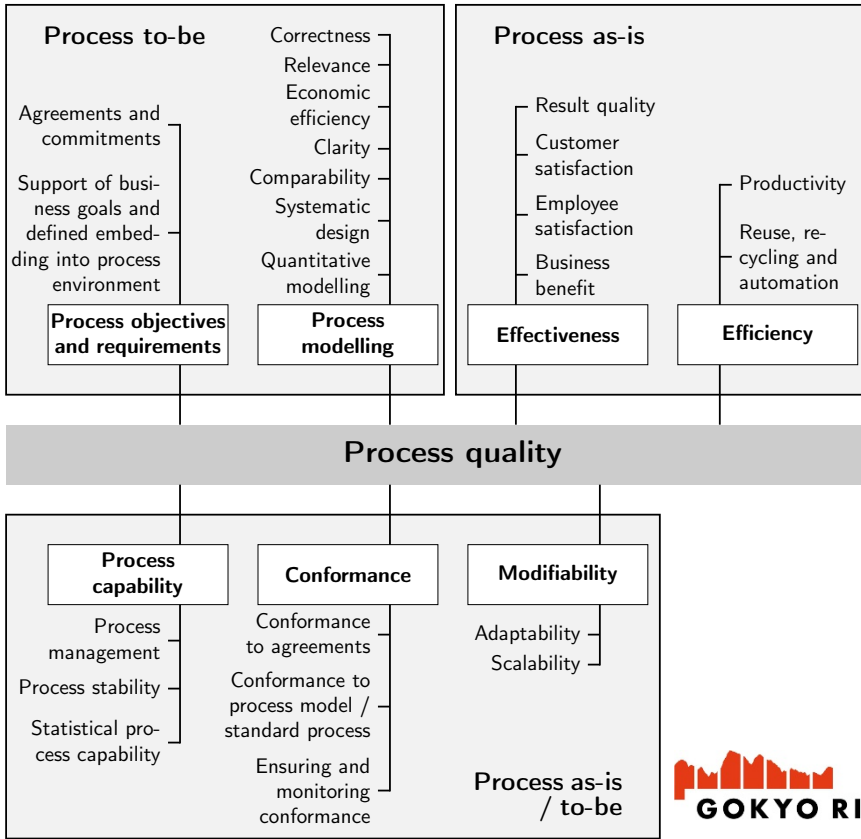 Process to-be
Correctness
Relevance
Economic
efficiency
Clarity
Comparability
Systematic
design
Quantitative
modelling
Agreements and
commitments
Support of busi-
ness goals and
defined embed-
ding into process
environment
Process objectives
and requirements
Process
modelling
Process as-is
Result quality
Customer
satisfaction
Employee
satisfaction
Business
benefit
Productivity
Reuse, re-
cycling and
automation
Effectiveness
Efficiency
Process quality
Process
capability
Conformance
Modifiability
Process
management
Process stability
Statistical pro-
cess capability
Conformance
to agreements
Conformance to
process model /
standard process
Ensuring and
monitoring
conformance
Adaptability
Scalability
Process as-is
/ to-be
GOKYO RI